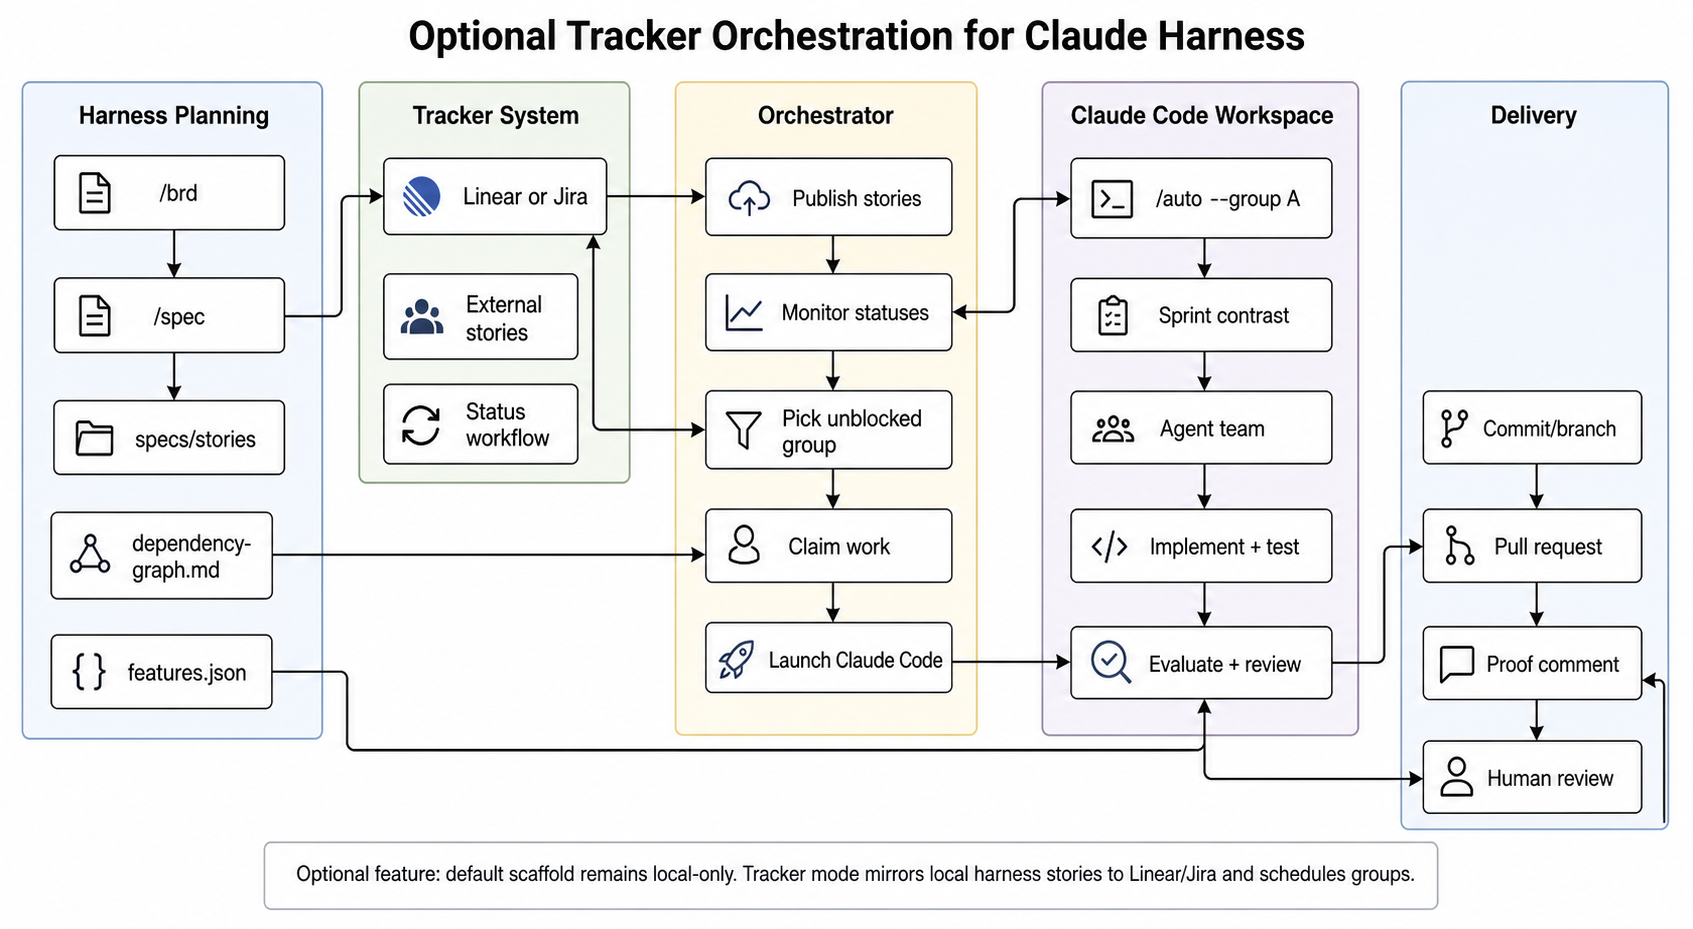 Optional Tracker Orchestration for Claude Harness
Harness Planning
/brd
/spec
specs/stories
dependency-
graph.md
features.json
Tracker System
Linear or Jira
External
stories
Status
workflow
Orchestrator
Publish stories
Monitor statuses
Pick unblocked
group
Claim work
Launch Claude Code
Claude Code Workspace
/auto --group A
Sprint contrast
Agent team
Implement + test
Evaluate + review
Delivery
Commit/branch
Pull request
Proof comment
Human review
Optional feature: default scaffold remains local-only. Tracker mode mirrors local harness stories to Linear/Jira and schedules groups.